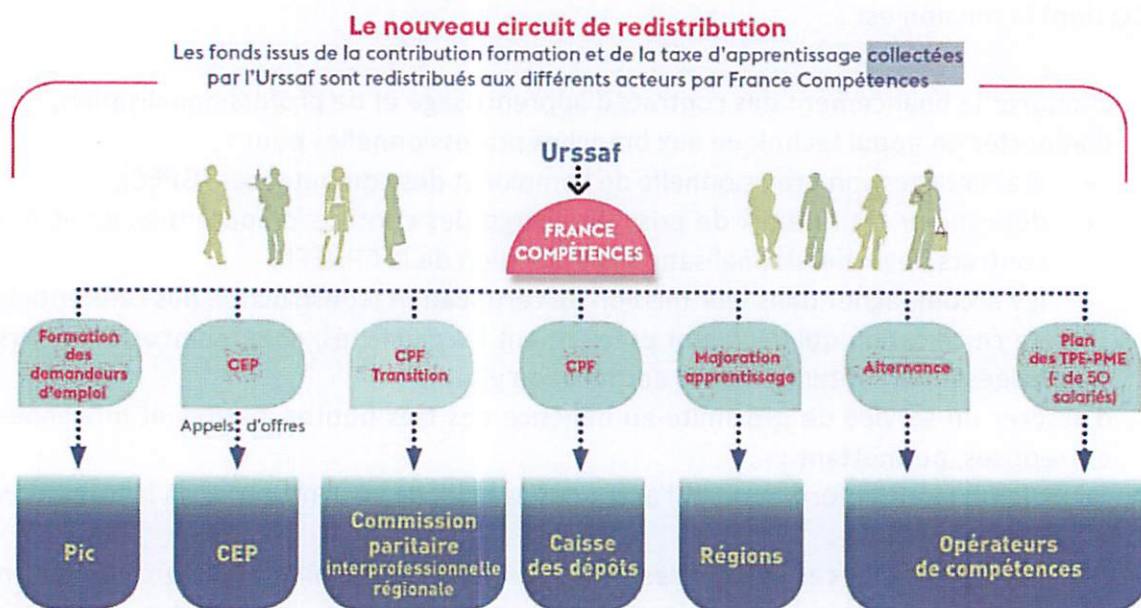 Le nouveau circuit de redistribution
Les fonds issus de la contribution formation et de la taxe d'apprentissage collectées
par l'Urssaf sont redistribués aux différents acteurs par France Compétences
Urssaf
FRANCE
COMPÉTENCES
Formation
des
demandeurs
d'emploi
CEP
CPF
Transition
CPF
Majoration
apprentissage
Alternance
Plan
des TPE-PME
(- de 50
salariés)
Appels d'offres
Pic
CEP
Commission
paritaire
interprofessionnelle
régionale
Caisse
des dépôts
Régions
Opérateurs
de compétences